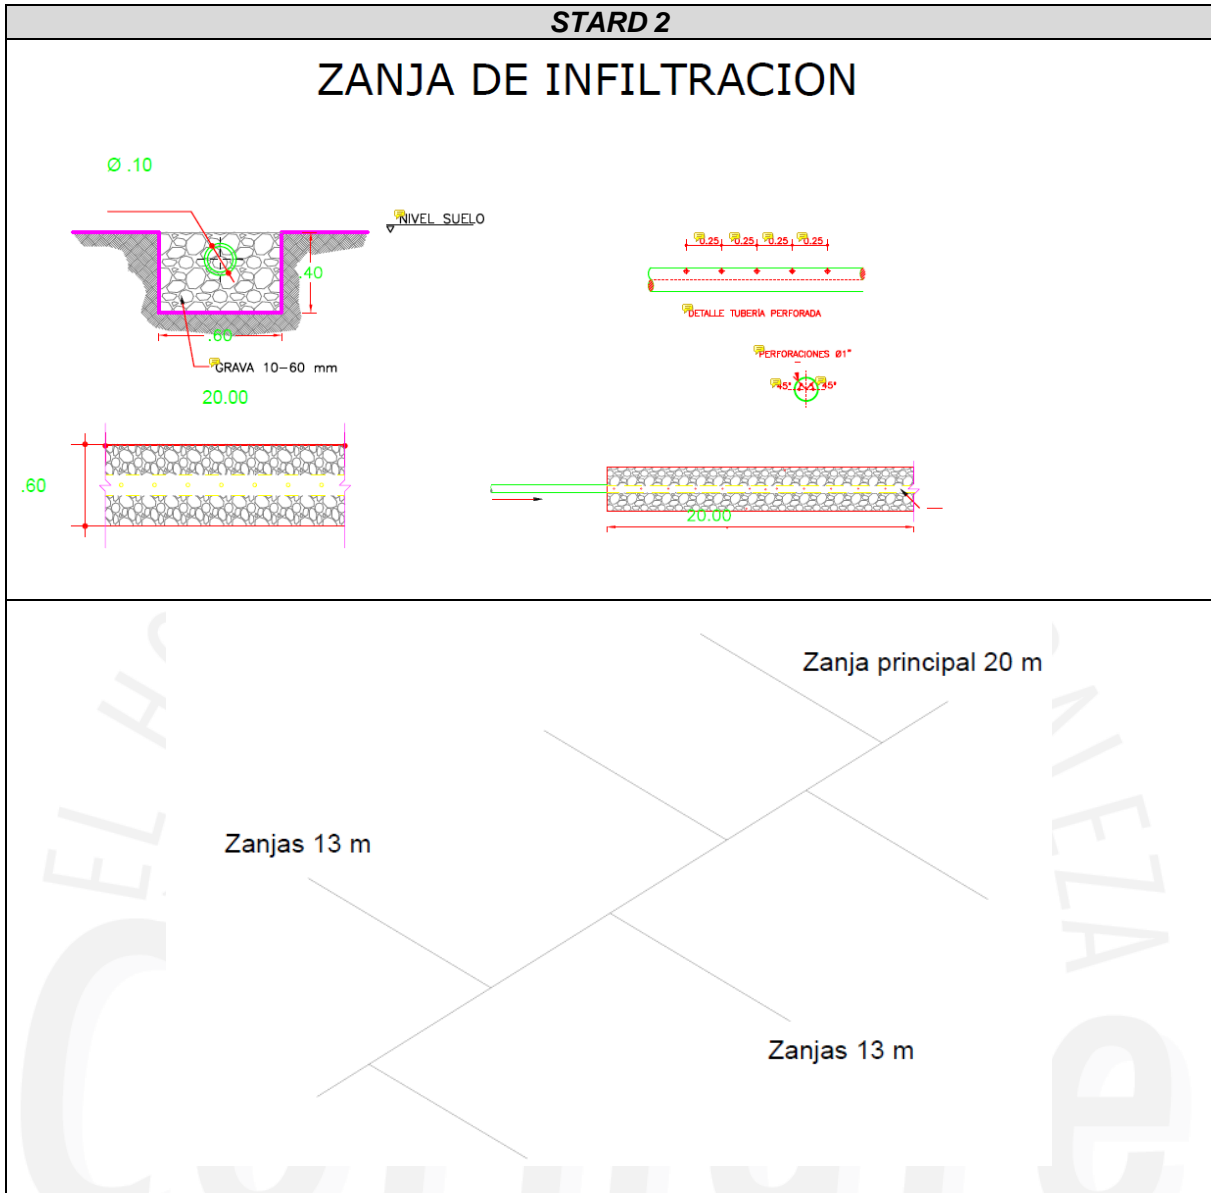 STARD 2
ZANJA DE INFILTRACION
Ø .10
NIVEL SUELO
.40
.60
GRAVA 10-60 mm
0.25 0.25 0.25 0.25
DETALLE TUBERÍA PERFORADA
PERFORACIONES Ø1"
45° 45°
20.00
.60
20.00
Zanja principal 20 m
Zanjas 13 m
Zanjas 13 m